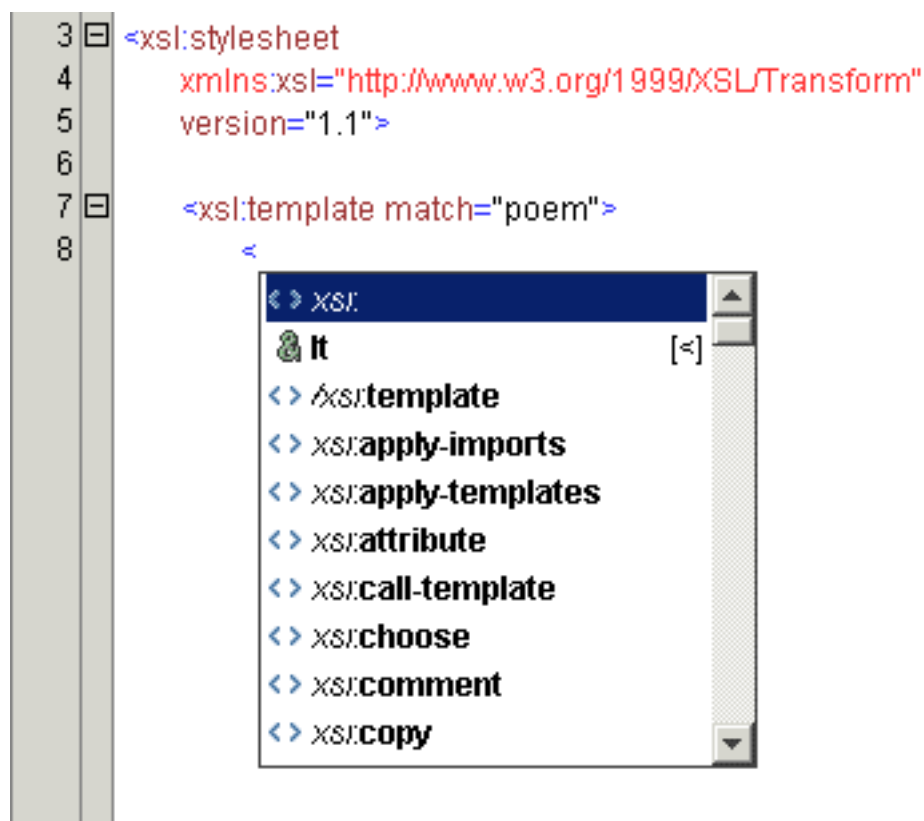 3 <xsl:stylesheet
4 xmlns:xsl="http://www.w3.org/1999/XSL/Transform"
5 version="1.1">
6
7 <xsl:template match="poem">
8 <
<> xsl:
& lt [<]
<> /xsl:template
<> xsl:apply-imports
<> xsl:apply-templates
<> xsl:attribute
<> xsl:call-template
<> xsl:choose
<> xsl:comment
<> xsl:copy